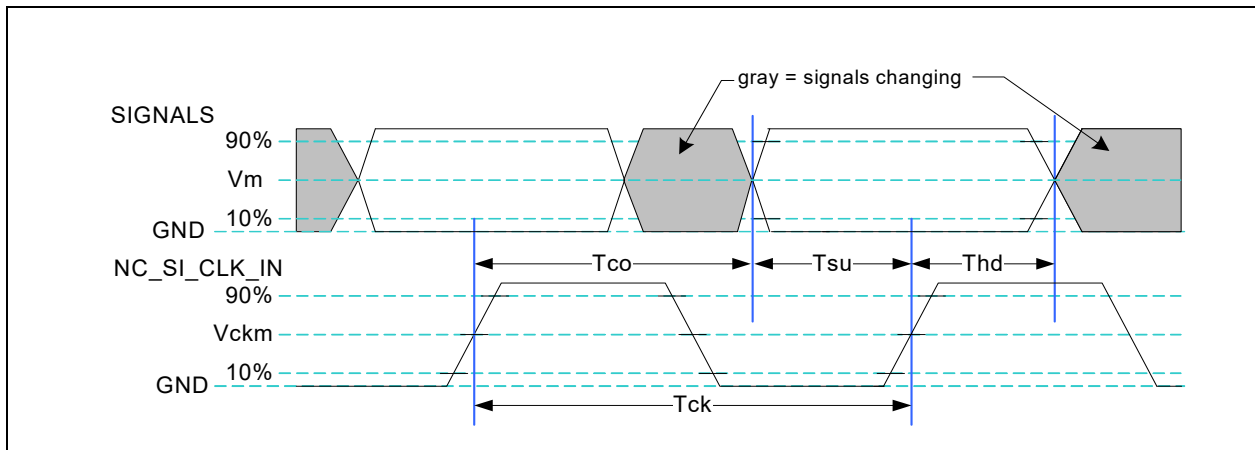 gray = signals changing
SIGNALS
90%
Vm
10%
GND
Tco
Tsu
Thd
NC_SI_CLK_IN
90%
Vckm
10%
GND
Tck